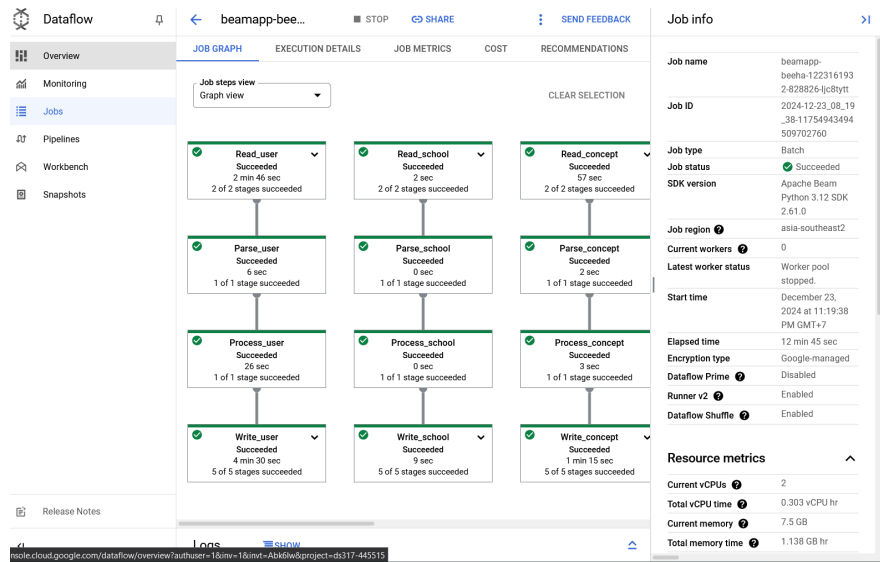 Dataflow
beamapp-bee...
STOP
SHARE
SEND FEEDBACK
Overview
Monitoring
Jobs
Pipelines
Workbench
Snapshots
Release Notes
JOB GRAPH
EXECUTION DETAILS
JOB METRICS
COST
RECOMMENDATIONS
Job steps view
Graph view
CLEAR SELECTION
Read_user
Succeeded
2 min 46 sec
2 of 2 stages succeeded
Read_school
Succeeded
2 sec
2 of 2 stages succeeded
Read_concept
Succeeded
57 sec
2 of 2 stages succeeded
Parse_user
Succeeded
6 sec
1 of 1 stage succeeded
Parse_school
Succeeded
0 sec
1 of 1 stage succeeded
Parse_concept
Succeeded
2 sec
1 of 1 stage succeeded
Process_user
Succeeded
26 sec
1 of 1 stage succeeded
Process_school
Succeeded
0 sec
1 of 1 stage succeeded
Process_concept
Succeeded
3 sec
1 of 1 stage succeeded
Write_user
Succeeded
4 min 30 sec
5 of 5 stages succeeded
Write_school
Succeeded
9 sec
5 of 5 stages succeeded
Write_concept
Succeeded
1 min 15 sec
5 of 5 stages succeeded
Logs
SHOW
nsole.cloud.google.com/dataflow/overview?authuser=1&inv=1&invt=Abk6lw&project=ds317-445515
Job info
Job name
beamapp-
beeha-122316193
2-828826-ljc8tytt
Job ID
2024-12-23_08_19
_38-11754943494
509702760
Job type
Batch
Job status
Succeeded
SDK version
Apache Beam
Python 3.12 SDK
2.61.0
Job region
asia-southeast2
Current workers
0
Latest worker status
Worker pool
stopped.
Start time
December 23,
2024 at 11:19:38
PM GMT+7
Elapsed time
12 min 45 sec
Encryption type
Google-managed
Dataflow Prime
Disabled
Runner v2
Enabled
Dataflow Shuffle
Enabled
Resource metrics
Current vCPUs
2
Total vCPU time
0.303 vCPU hr
Current memory
7.5 GB
Total memory time
1.138 GB hr